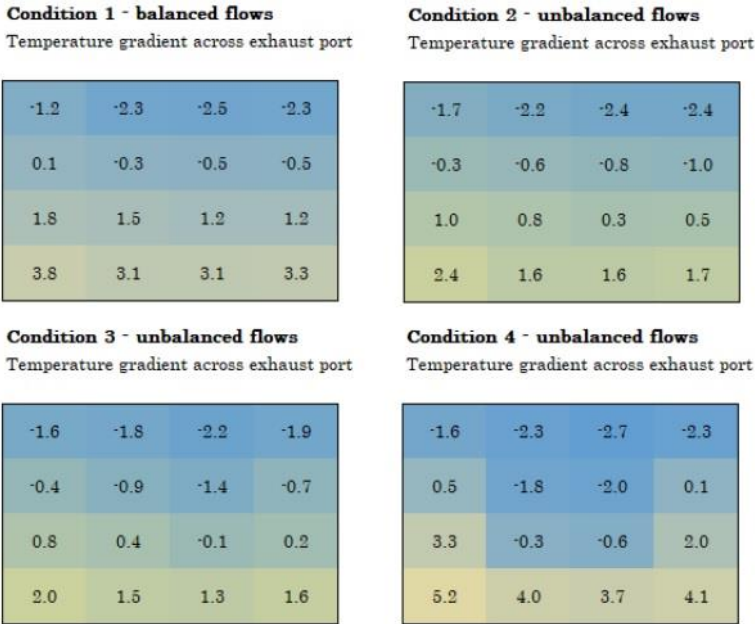 Condition 1 - balanced flows
Temperature gradient across exhaust port
-1.2 -2.3 -2.5 -2.3
0.1 -0.3 -0.5 -0.5
1.8 1.5 1.2 1.2
3.8 3.1 3.1 3.3
Condition 2 - unbalanced flows
Temperature gradient across exhaust port
-1.7 -2.2 -2.4 -2.4
-0.3 -0.6 -0.8 -1.0
1.0 0.8 0.3 0.5
2.4 1.6 1.6 1.7
Condition 3 - unbalanced flows
Temperature gradient across exhaust port
-1.6 -1.8 -2.2 -1.9
-0.4 -0.9 -1.4 -0.7
0.8 0.4 -0.1 0.2
2.0 1.5 1.3 1.6
Condition 4 - unbalanced flows
Temperature gradient across exhaust port
-1.6 -2.3 -2.7 -2.3
0.5 -1.8 -2.0 0.1
3.3 -0.3 -0.6 2.0
5.2 4.0 3.7 4.1